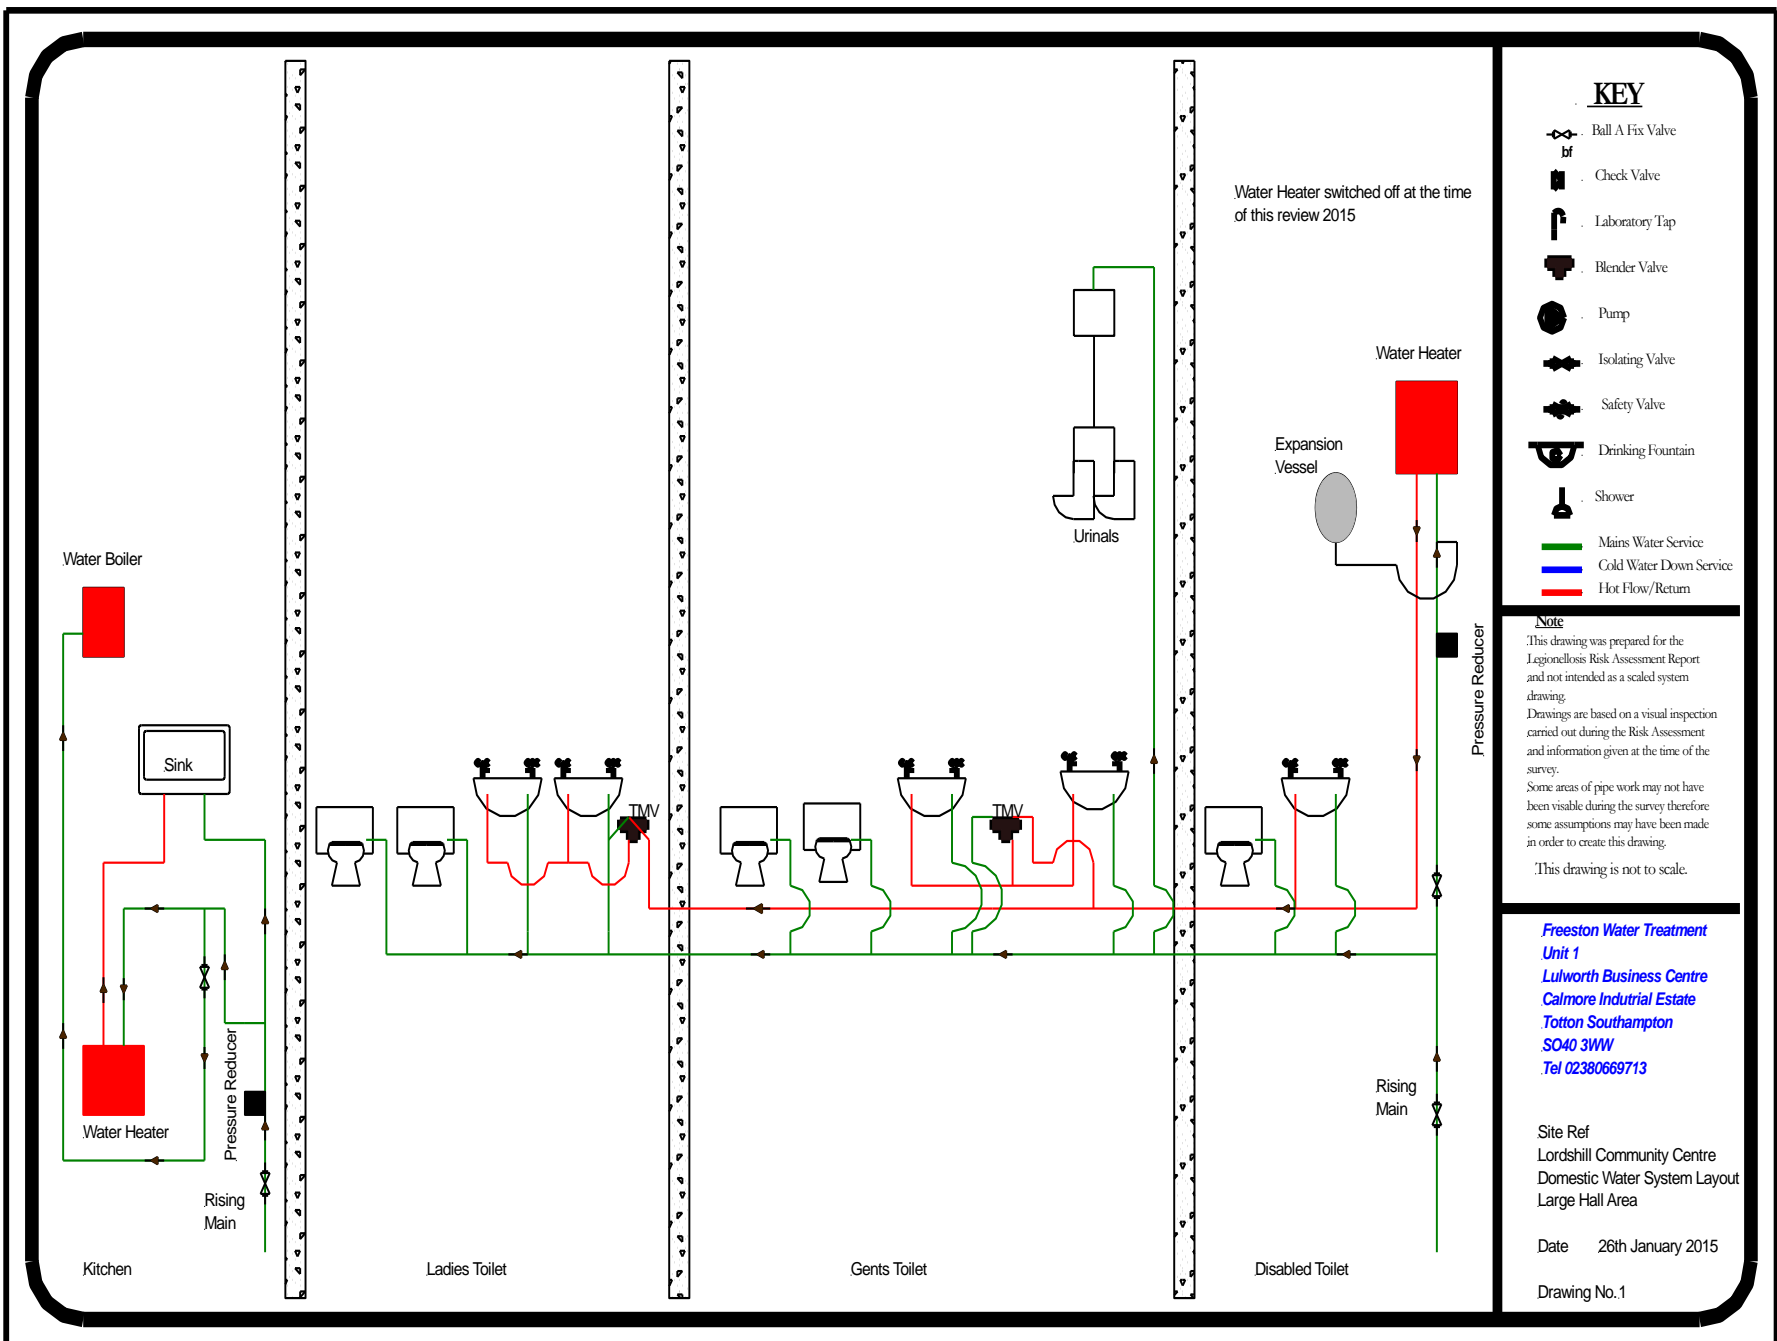 Water Heater switched off at the time
of this review 2015
Water Heater
Expansion
Vessel
Urinals
Water Boiler
Pressure Reducer
Sink
TMV
TMV
Pressure Reducer
Water Heater
Rising
Main
Rising
Main
Kitchen
Ladies Toilet
Gents Toilet
Disabled Toilet
KEY
Ball A Fix Valve
bf
Check Valve
Laboratory Tap
Blender Valve
Pump
Isolating Valve
Safety Valve
Drinking Fountain
Shower
Mains Water Service
Cold Water Down Service
Hot Flow/Return
Note
This drawing was prepared for the
Legionellosis Risk Assessment Report
and not intended as a scaled system
drawing.
Drawings are based on a visual inspection
carried out during the Risk Assessment
and information given at the time of the
survey.
Some areas of pipe work may not have
been visable during the survey therefore
some assumptions may have been made
in order to create this drawing.
This drawing is not to scale.
Freeston Water Treatment
Unit 1
Lulworth Business Centre
Calmore Indutrial Estate
Totton Southampton
SO40 3WW
Tel 02380669713
Site Ref
Lordshill Community Centre
Domestic Water System Layout
Large Hall Area
Date 26th January 2015
Drawing No.1